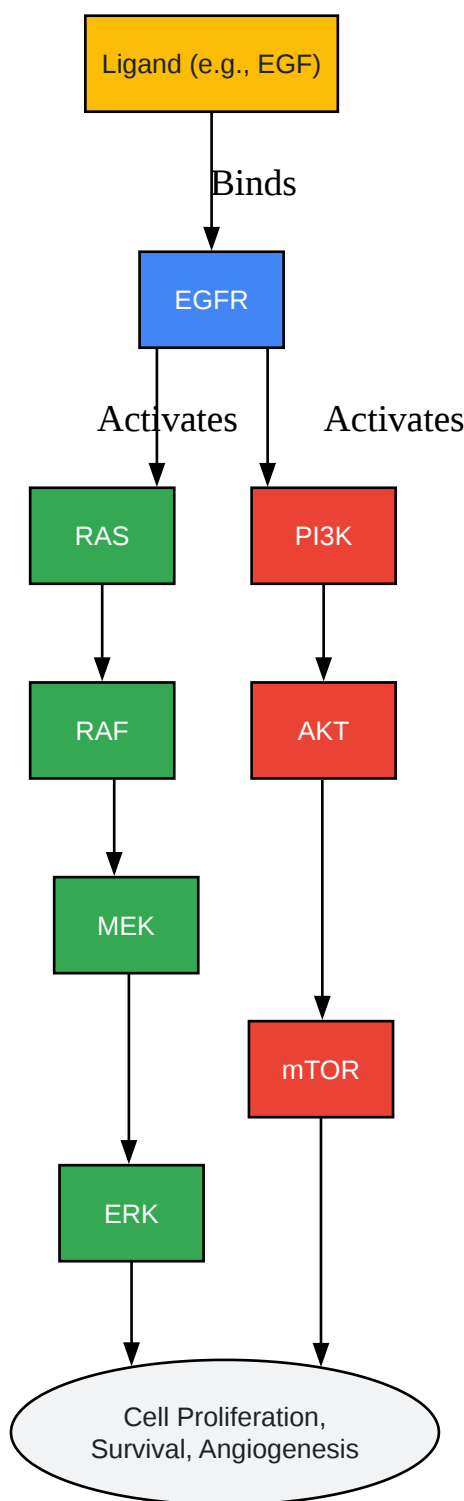 Ligand (e.g., EGF)
Binds
EGFR
Activates
Activates
RAS
PI3K
RAF
AKT
MEK
mTOR
ERK
Cell Proliferation,
Survival, Angiogenesis